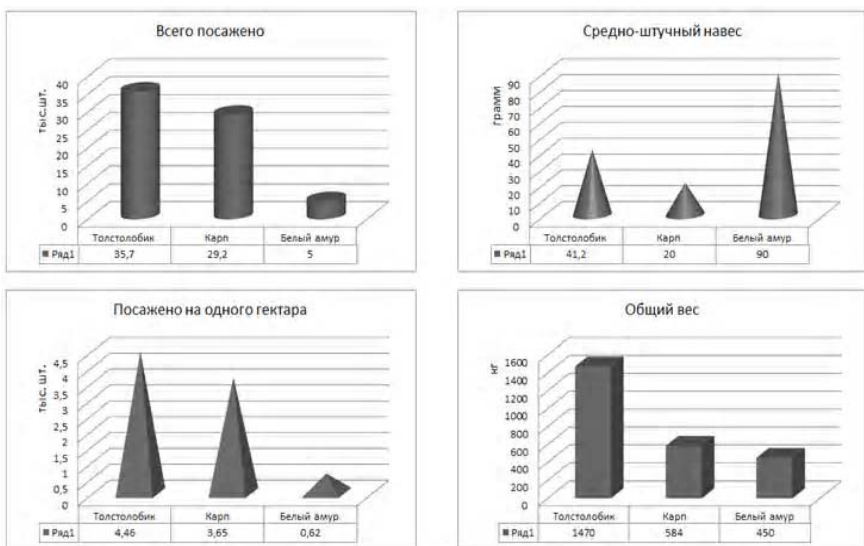 Всего посажено
тыс.шт.
40
35
30
25
20
15
10
5
0
Толстолобик Карп Белый амур
Ряд1 35,7 29,2 5
Средно-штучный навес
грамм
90
80
70
60
50
40
30
20
10
0
Толстолобик Карп Белый амур
Ряд1 41,2 20 90
Посажено на одного гектара
тыс. шт.
4,5
4
3,5
3
2,5
2
1,5
1
0,5
0
Толстолобик Карп Белый амур
Ряд1 4,46 3,65 0,62
Общий вес
кг
1600
1400
1200
1000
800
600
400
200
0
Толстолобик Карп Белый амур
Ряд1 1470 584 450